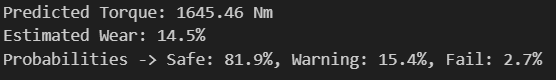 Predicted Torque: 1645.46 Nm
Estimated Wear: 14.5%
Probabilities -> Safe: 81.9%, Warning: 15.4%, Fail: 2.7%